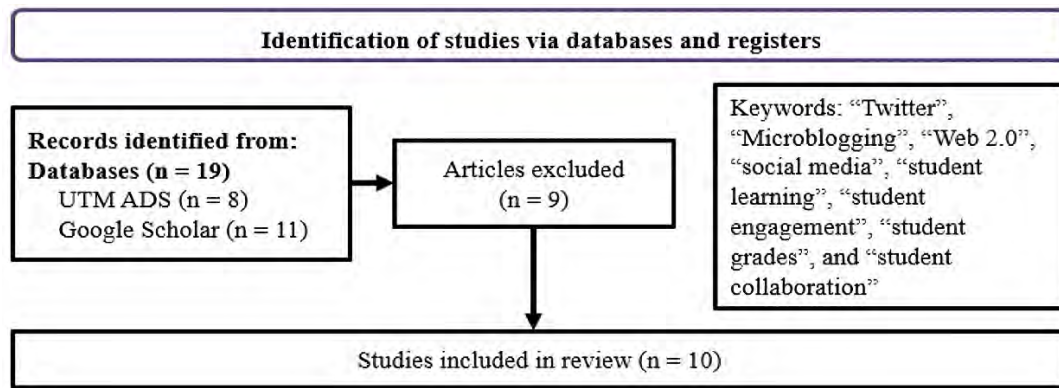 Identification of studies via databases and registers
Records identified from:
Databases (n = 19)
UTM ADS (n = 8)
Google Scholar (n = 11)
Articles excluded
(n = 9)
Keywords: “Twitter”,
“Microblogging”, “Web 2.0”,
“social media”, “student
learning”, “student
engagement”, “student
grades”, and “student
collaboration”
Studies included in review (n = 10)